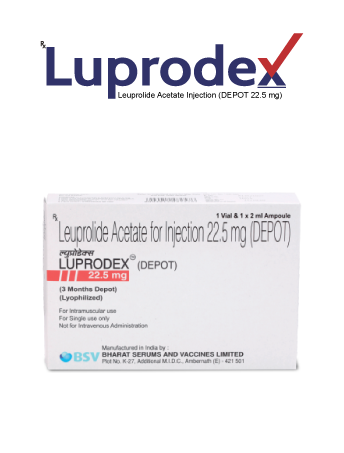 ℞
Luprodex
Leuprolide Acetate Injection (DEPOT 22.5 mg)
℞
1 Vial & 1 x 2 ml Ampoule
Leuprolide Acetate for Injection 22.5 mg (DEPOT)
ल्यूप्रोडेक्स
LUPRODEX™ (DEPOT)
22.5 mg
(3 Months Depot)
(Lyophilized)
For Intramuscular use
For Single use only
Not for Intravenous Administration
Manufactured in India by :
BSV BHARAT SERUMS AND VACCINES LIMITED
Plot No. K-27, Additional M.I.D.C., Ambernath (E) - 421 501